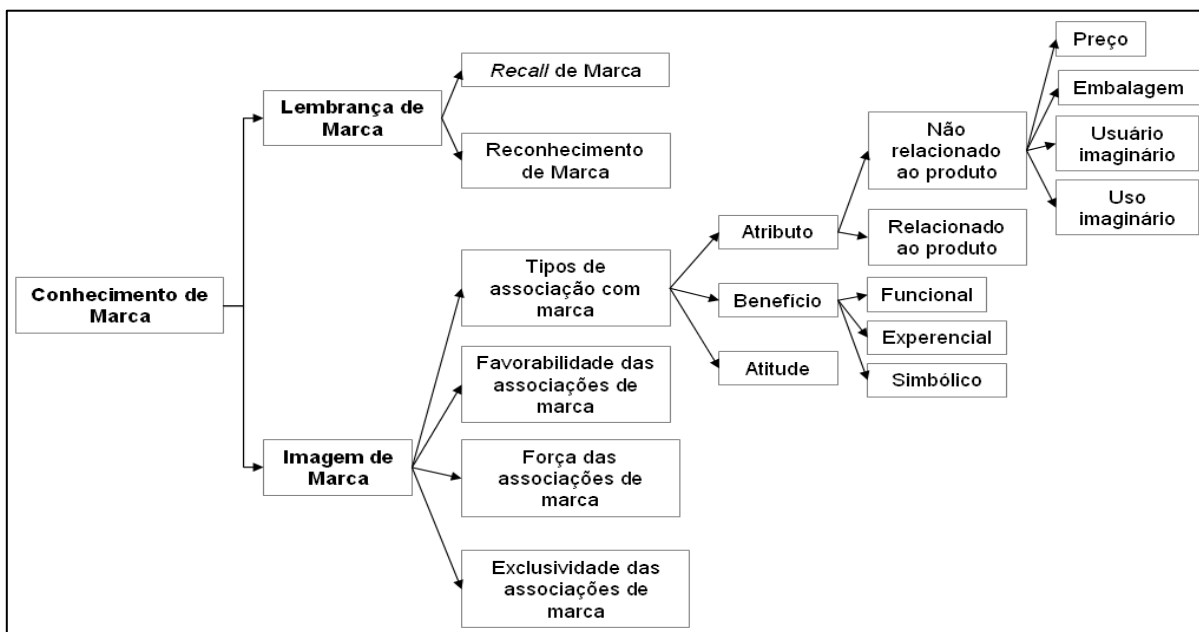 Conhecimento de
Marca
Lembrança de
Marca
Recall de Marca
Reconhecimento
de Marca
Imagem de
Marca
Tipos de
associação com
marca
Favorabilidade das
associações de
marca
Força das
associações de
marca
Exclusividade das
associações de
marca
Atributo
Benefício
Atitude
Não
relacionado
ao produto
Relacionado
ao produto
Funcional
Experencial
Simbólico
Preço
Embalagem
Usuário
imaginário
Uso
imaginário